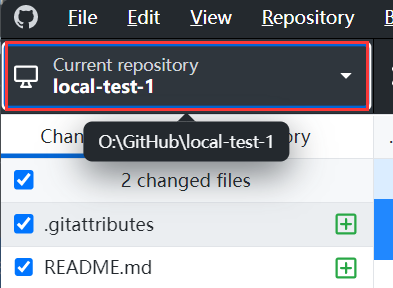 File Edit View Repository B
Current repository
local-test-1
O:\GitHub\local-test-1
Chan ory
2 changed files
.gitattributes
README.md